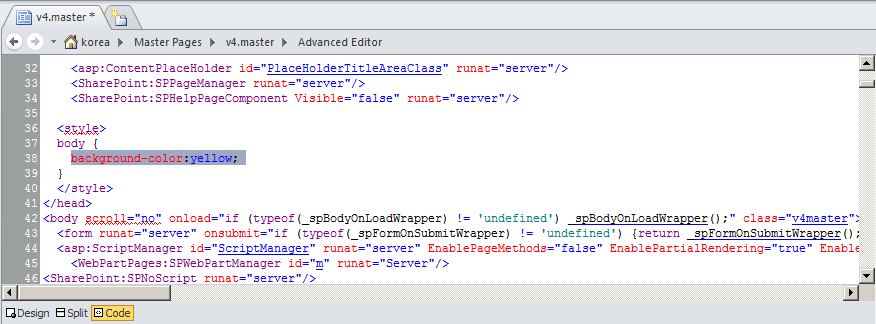 v4.master *
korea Master Pages v4.master Advanced Editor
32 <asp:ContentPlaceHolder id="PlaceHolderTitleAreaClass" runat="server"/>
33 <SharePoint:SPPageManager runat="server"/>
34 <SharePoint:SPHelpPageComponent Visible="false" runat="server"/>
35
36 <style>
37 body {
38 background-color:yellow;
39 }
40 </style>
41 </head>
42 <body scroll="no" onload="if (typeof(_spBodyOnLoadWrapper) != 'undefined') _spBodyOnLoadWrapper();" class="v4master">
43 <form runat="server" onsubmit="if (typeof(_spFormOnSubmitWrapper) != 'undefined') {return _spFormOnSubmitWrapper();
44 <asp:ScriptManager id="ScriptManager" runat="server" EnablePageMethods="false" EnablePartialRendering="true" Enable
45 <WebPartPages:SPWebPartManager id="m" runat="Server"/>
46 <SharePoint:SPNoScript runat="server"/>
Design Split Code